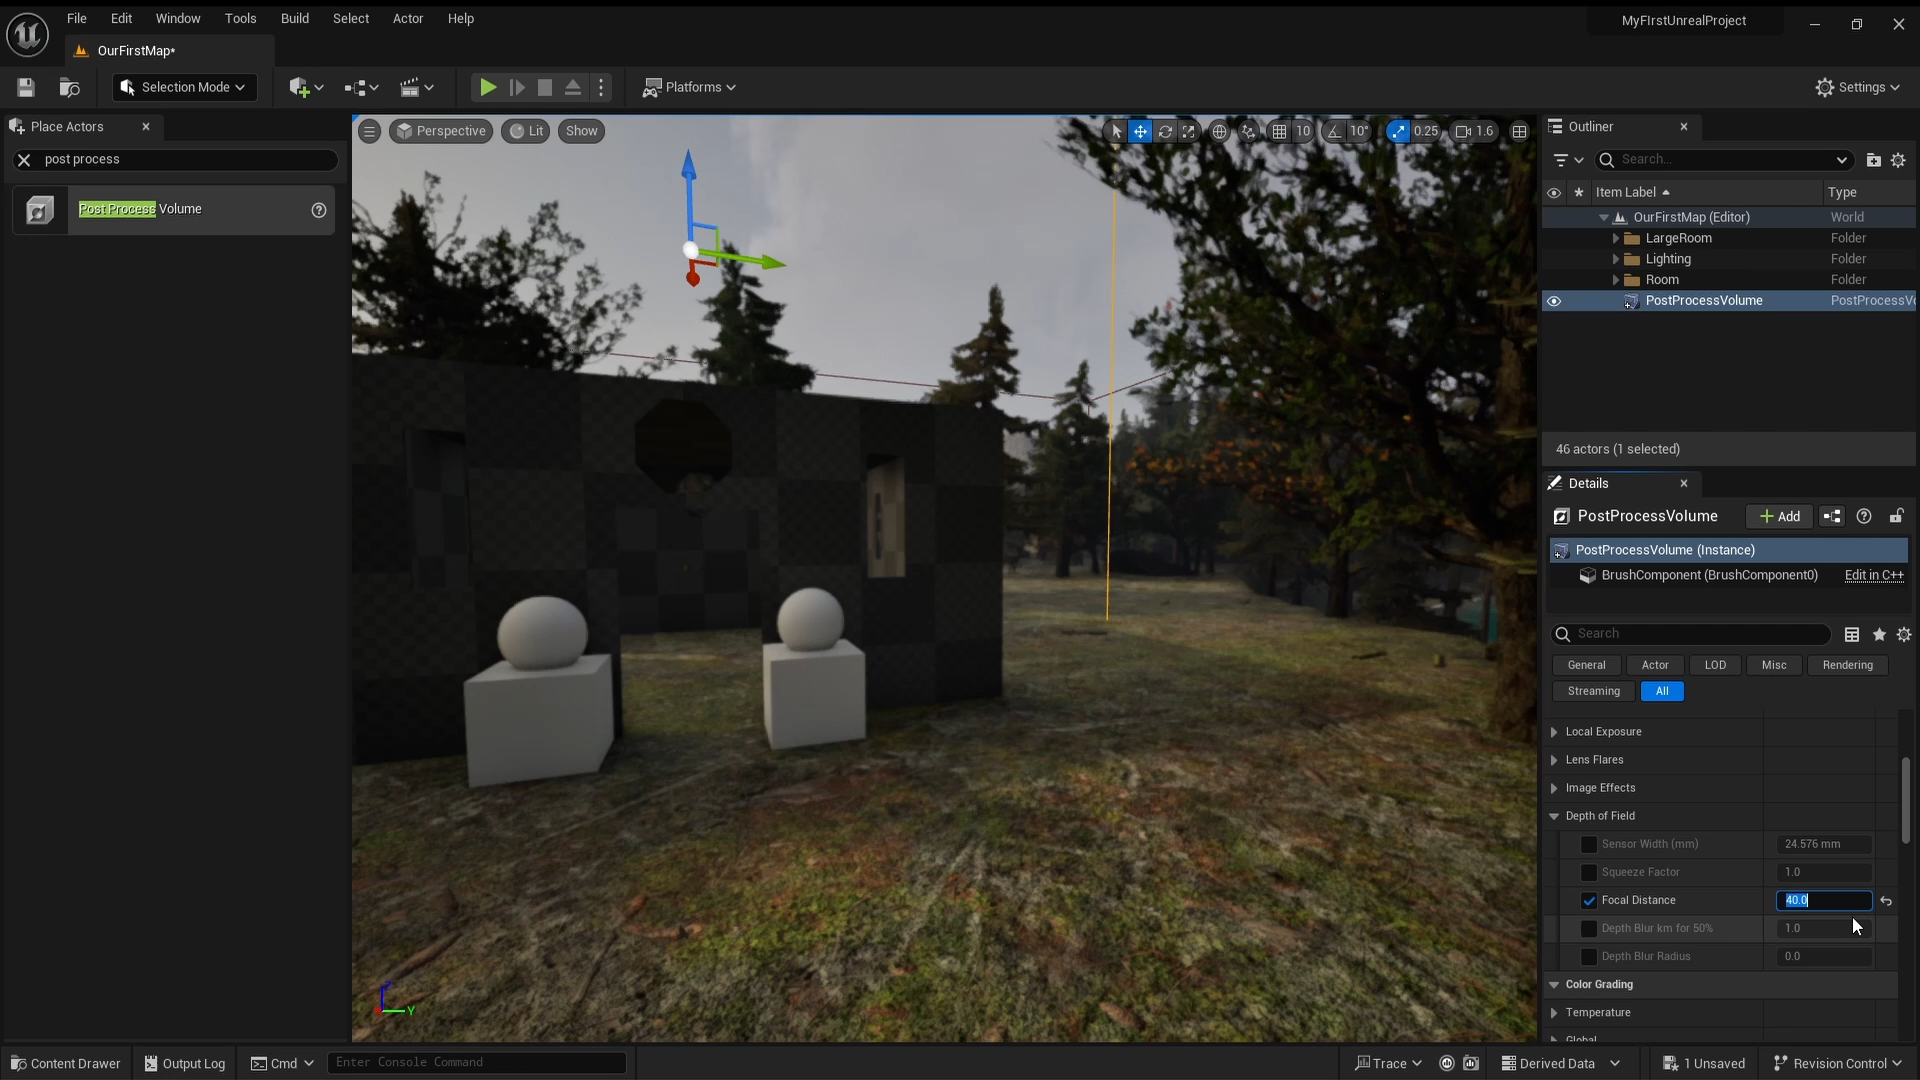 File Edit Window Tools Build Select Actor Help
MyFIrstUnrealProject
OurFirstMap*
Selection Mode
Platforms
Settings
Place Actors
post process
Post Process Volume
Perspective Lit Show
10 10° 0.25 1.6
Outliner
Search...
Item Label Type
OurFirstMap (Editor) World
LargeRoom Folder
Lighting Folder
Room Folder
PostProcessVolume PostProcessVo
46 actors (1 selected)
Details
PostProcessVolume Add
PostProcessVolume (Instance)
BrushComponent (BrushComponent0) Edit in C++
Search
General Actor LOD Misc Rendering
Streaming All
Local Exposure
Lens Flares
Image Effects
Depth of Field
Sensor Width (mm) 24.576 mm
Squeeze Factor 1.0
Focal Distance 40.0
Depth Blur km for 50% 1.0
Depth Blur Radius 0.0
Color Grading
Temperature
Global
Z
Y
Content Drawer Output Log Cmd Enter Console Command
Trace Derived Data 1 Unsaved Revision Control